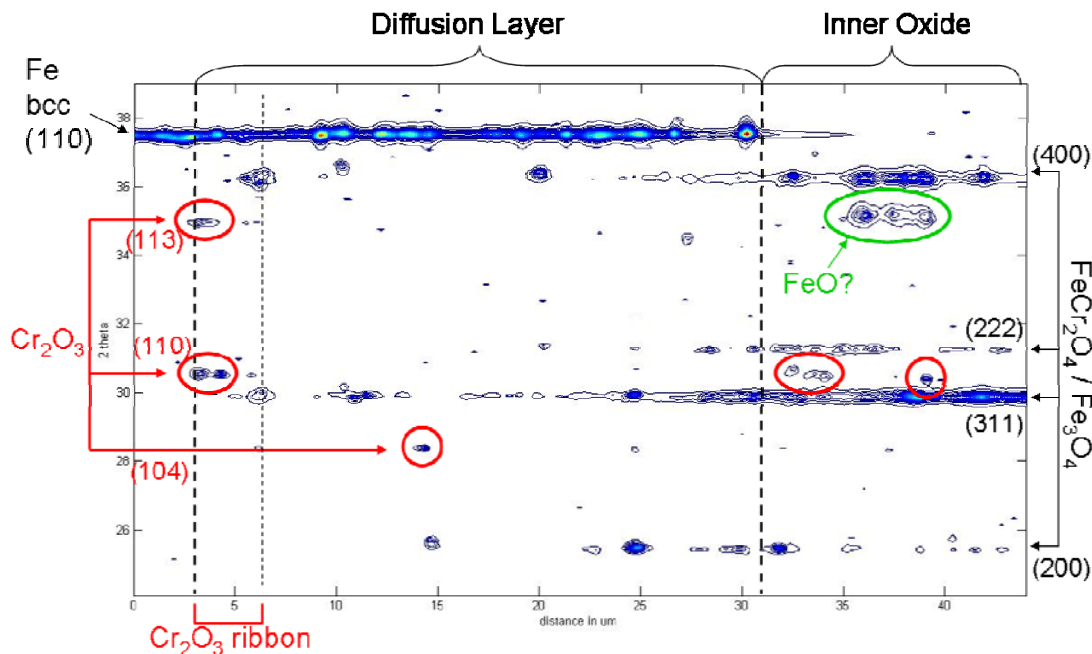 Diffusion Layer
Inner Oxide
Fe
bcc
(110)
38
36
34
32
30
28
26
2 theta
(400)
(113)
FeO?
Cr₂O₃
(110)
(222)
(311)
(104)
(200)
FeCr₂O₄ / Fe₃O₄
0
5
10
15
20
25
30
35
40
distance in um
Cr₂O₃ ribbon